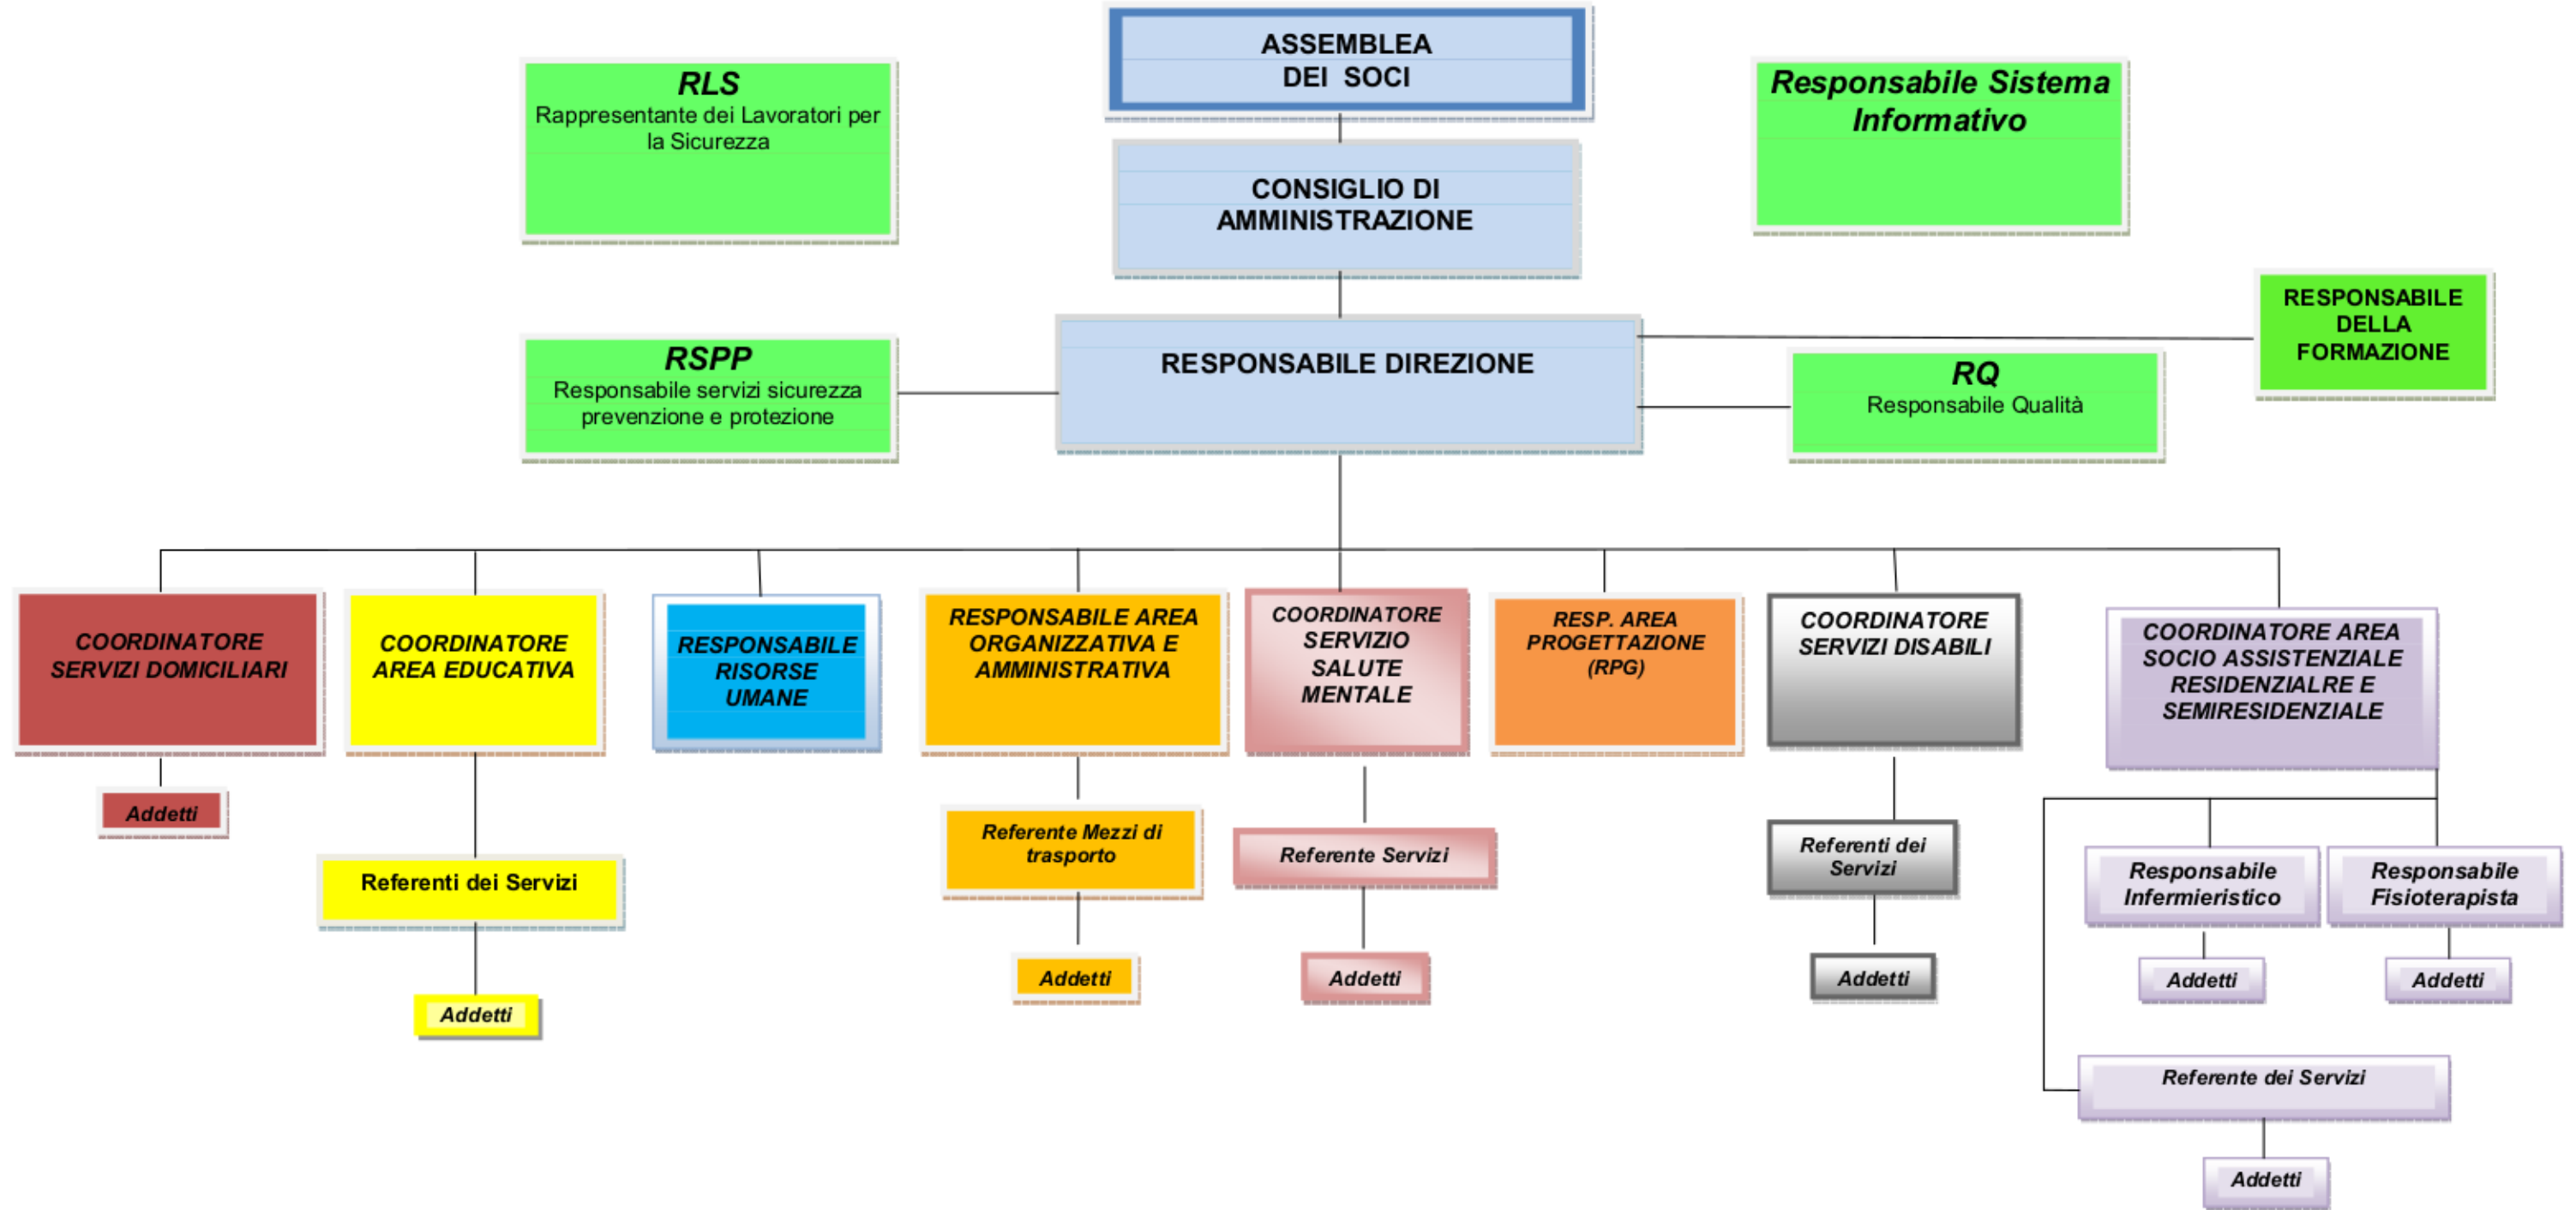 ASSEMBLEA
DEI SOCI
RLS
Rappresentante dei Lavoratori per
la Sicurezza
Responsabile Sistema
Informativo
CONSIGLIO DI
AMMINISTRAZIONE
RESPONSABILE
DELLA
FORMAZIONE
RSPP
Responsabile servizi sicurezza
prevenzione e protezione
RESPONSABILE DIREZIONE
RQ
Responsabile Qualità
COORDINATORE
SERVIZI DOMICILIARI
COORDINATORE
AREA EDUCATIVA
RESPONSABILE
RISORSE
UMANE
RESPONSABILE AREA
ORGANIZZATIVA E
AMMINISTRATIVA
COORDINATORE
SERVIZIO
SALUTE
MENTALE
RESP. AREA
PROGETTAZIONE
(RPG)
COORDINATORE
SERVIZI DISABILI
COORDINATORE AREA
SOCIO ASSISTENZIALE
RESIDENZIALRE E
SEMIRESIDENZIALE
Addetti
Referenti dei Servizi
Addetti
Referente Mezzi di
trasporto
Addetti
Referente Servizi
Addetti
Referenti dei
Servizi
Addetti
Responsabile
Infermieristico
Addetti
Responsabile
Fisioterapista
Addetti
Referente dei Servizi
Addetti